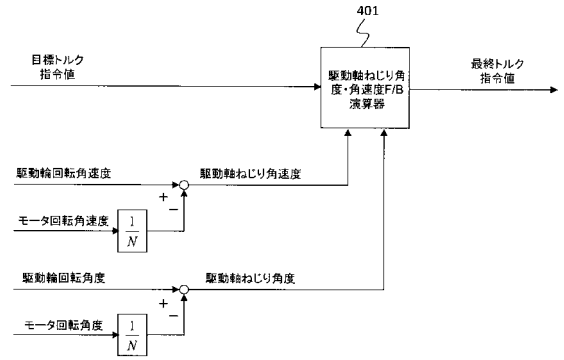 401
目標トルク
指令値
駆動軸ねじり角
度・角速度F/B
演算器
最終トルク
指令値
駆動輪回転角速度
駆動軸ねじり角速度
+
−
モータ回転角速度
1
N
駆動輪回転角度
駆動軸ねじり角度
+
−
モータ回転角度
1
N